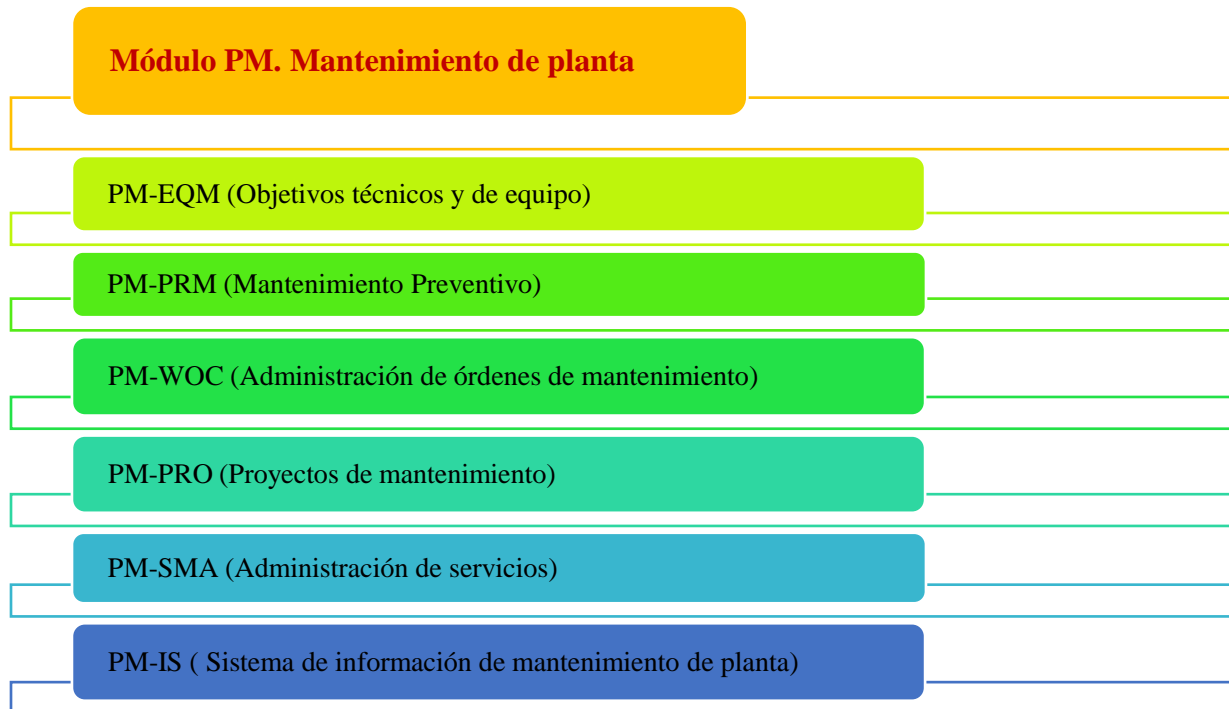 Módulo PM. Mantenimiento de planta
PM-EQM (Objetivos técnicos y de equipo)
PM-PRM (Mantenimiento Preventivo)
PM-WOC (Administración de órdenes de mantenimiento)
PM-PRO (Proyectos de mantenimiento)
PM-SMA (Administración de servicios)
PM-IS ( Sistema de información de mantenimiento de planta)